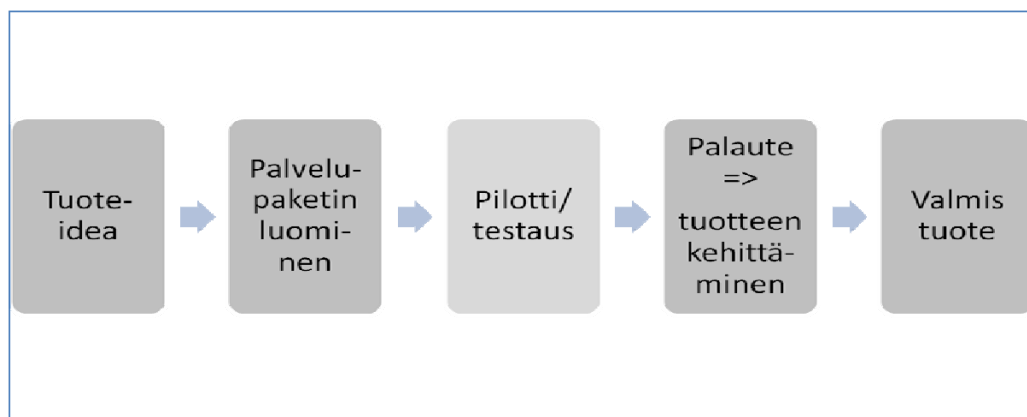 Tuote-
idea
Palvelu-
paketin
luomi-
nen
Pilotti/
testaus
Palaute
=>
tuotteen
kehittä-
minen
Valmis
tuote